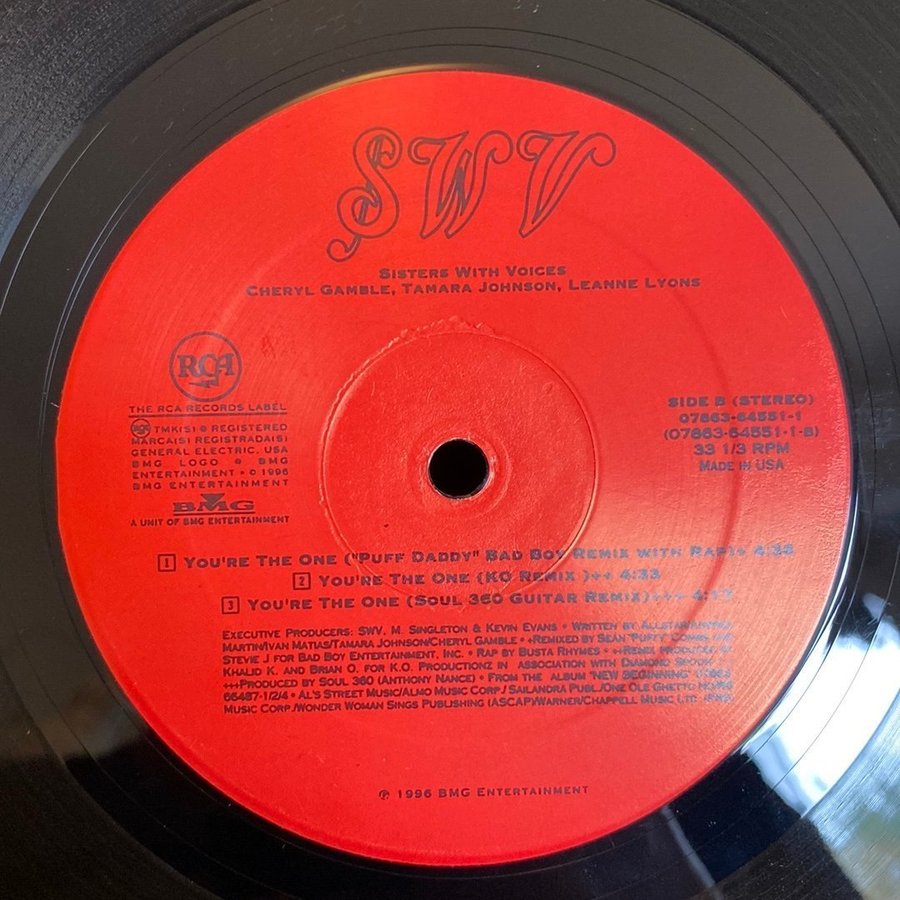 SWV
SISTERS WITH VOICES
CHERYL GAMBLE, TAMARA JOHNSON, LEANNE LYONS
RCA
THE RCA RECORDS LABEL
RCA TMK(S) ® REGISTERED
MARCA(S) REGISTRADA(S)
GENERAL ELECTRIC, USA
BMG LOGO ® BMG
ENTERTAINMENT • © 1996
BMG ENTERTAINMENT
BMG
A UNIT OF BMG ENTERTAINMENT
SIDE B (STEREO)
07863-64551-1
(07863-64551-1-B)
33 1/3 RPM
MADE IN USA
1 YOU'RE THE ONE ("PUFF DADDY" BAD BOY REMIX WITH RAP)+ 4:38
2 YOU'RE THE ONE (KO REMIX )++ 4:33
3 YOU'RE THE ONE (SOUL 360 GUITAR REMIX)+++ 4:17
EXECUTIVE PRODUCERS: SWV, M. SINGLETON & KEVIN EVANS • WRITTEN BY ALLSTAR/ANDREA
MARTIN/IVAN MATIAS/TAMARA JOHNSON/CHERYL GAMBLE • +REMIXED BY SEAN "PUFFY" COMBS AND
STEVIE J FOR BAD BOY ENTERTAINMENT, INC. • RAP BY BUSTA RHYMES • ++REMIX PRODUCED BY
KHALID K. AND BRIAN O. FOR K.O. PRODUCTIONZ IN ASSOCIATION WITH DIAMOND
+++PRODUCED BY SOUL 360 (ANTHONY NANCE) • FROM THE ALBUM "NEW BEGINNING" 07863
66487-1/2/4 • AL'S STREET MUSIC/ALMO MUSIC CORP./ SAILANDRA PUBL./ONE OLE GHETTO
MUSIC CORP./WONDER WOMAN SINGS PUBLISHING (ASCAP)/WARNER/CHAPPELL MUSIC LTD.
℗ 1996 BMG ENTERTAINMENT